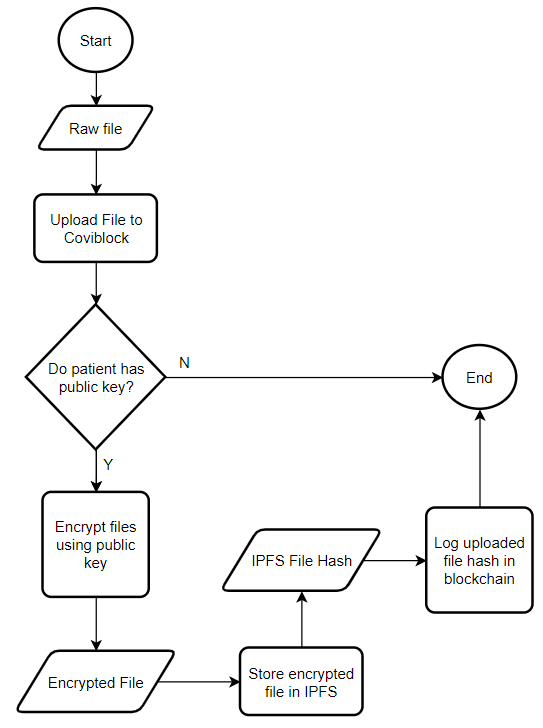 Start
Raw file
Upload File to
Coviblock
Do patient has
public key?
N
End
Y
Encrypt files
using public
key
Encrypted File
Store encrypted
file in IPFS
IPFS File Hash
Log uploaded
file hash in
blockchain